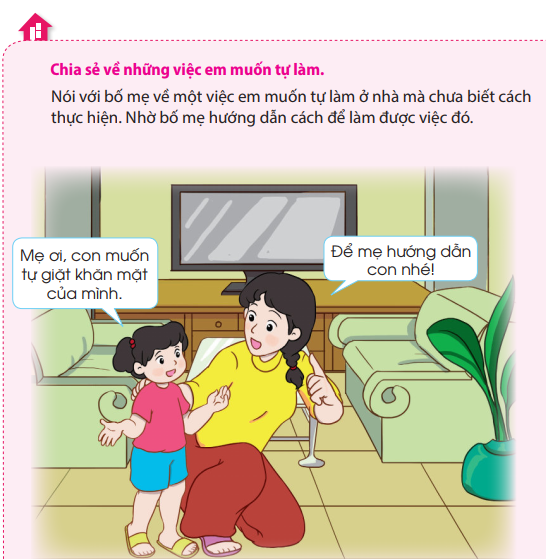 Chia sẻ về những việc em muốn tự làm.
Nói với bố mẹ về một việc em muốn tự làm ở nhà mà chưa biết cách
thực hiện. Nhờ bố mẹ hướng dẫn cách để làm được việc đó.
Mẹ ơi, con muốn
tự giặt khăn mặt
của mình.
Để mẹ hướng dẫn
con nhé!